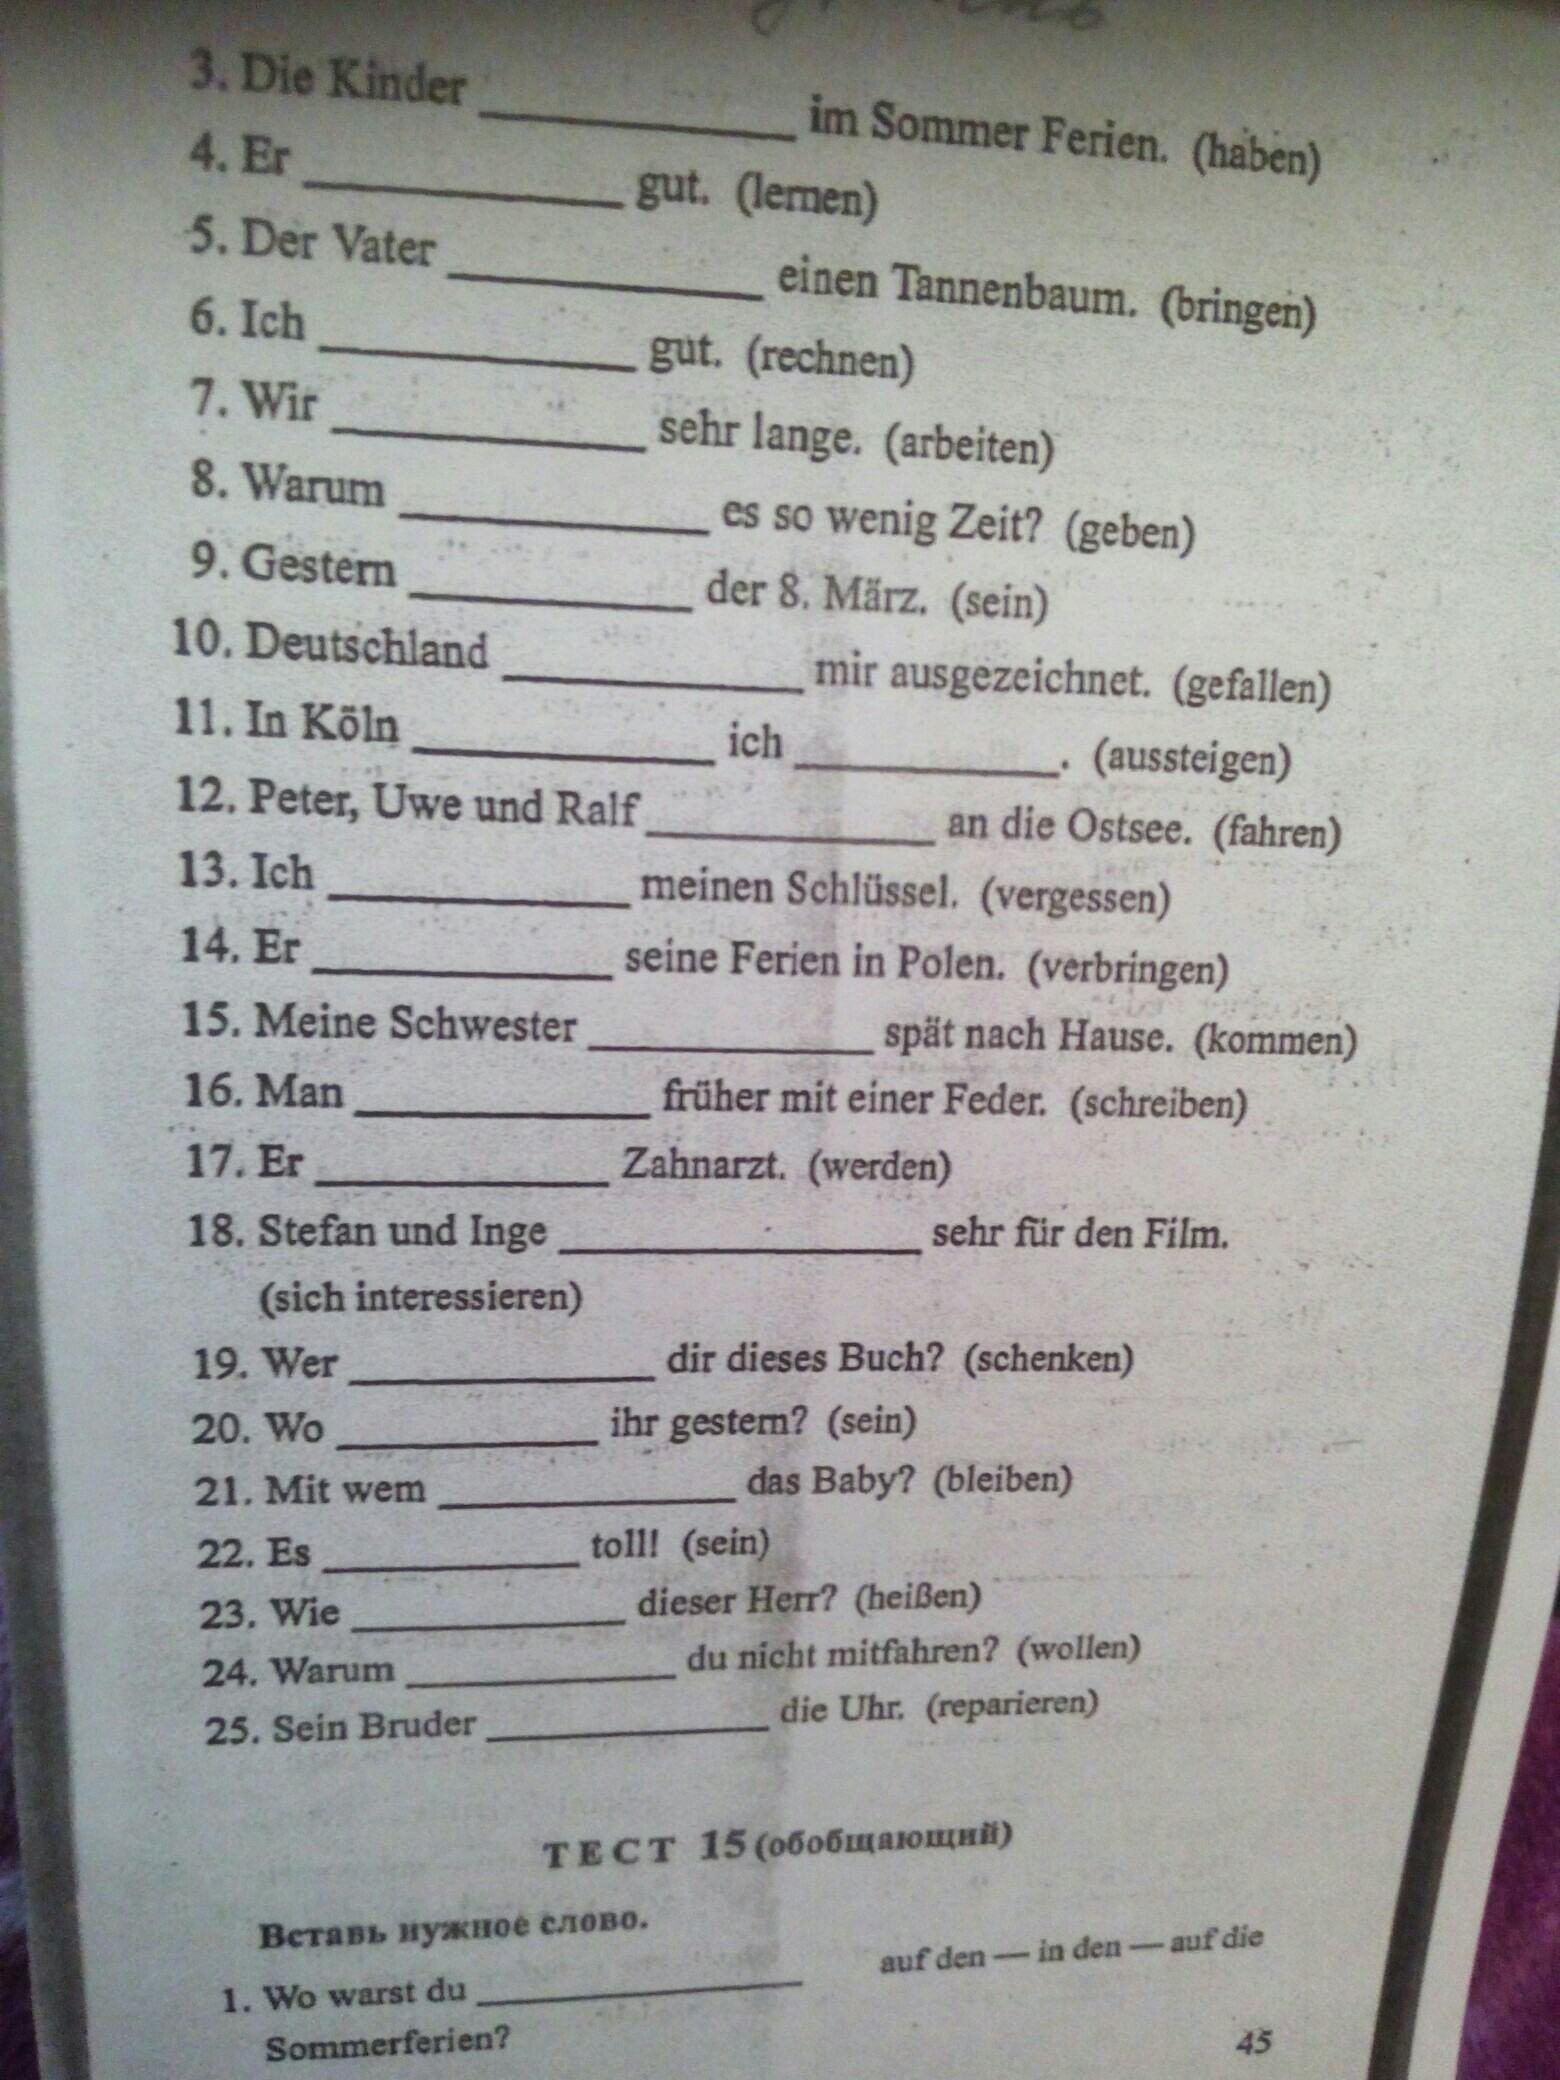 3. Die Kinder ____________ im Sommer Ferien. (haben)
4. Er ____________ gut. (lernen)
5. Der Vater ____________ einen Tannenbaum. (bringen)
6. Ich ____________ gut. (rechnen)
7. Wir ____________ sehr lange. (arbeiten)
8. Warum ____________ es so wenig Zeit? (geben)
9. Gestern ____________ der 8. März. (sein)
10. Deutschland ____________ mir ausgezeichnet. (gefallen)
11. In Köln ____________ ich ____________. (aussteigen)
12. Peter, Uwe und Ralf ____________ an die Ostsee. (fahren)
13. Ich ____________ meinen Schlüssel. (vergessen)
14. Er ____________ seine Ferien in Polen. (verbringen)
15. Meine Schwester ____________ spät nach Hause. (kommen)
16. Man ____________ früher mit einer Feder. (schreiben)
17. Er ____________ Zahnarzt. (werden)
18. Stefan und Inge ____________ sehr für den Film.
(sich interessieren)
19. Wer ____________ dir dieses Buch? (schenken)
20. Wo ____________ ihr gestern? (sein)
21. Mit wem ____________ das Baby? (bleiben)
22. Es ____________ toll! (sein)
23. Wie ____________ dieser Herr? (heißen)
24. Warum ____________ du nicht mitfahren? (wollen)
25. Sein Bruder ____________ die Uhr. (reparieren)
ТЕСТ 15 (обобщающий)
Вставь нужное слово.
1. Wo warst du ____________ auf den — in den — auf die
Sommerferien?
45